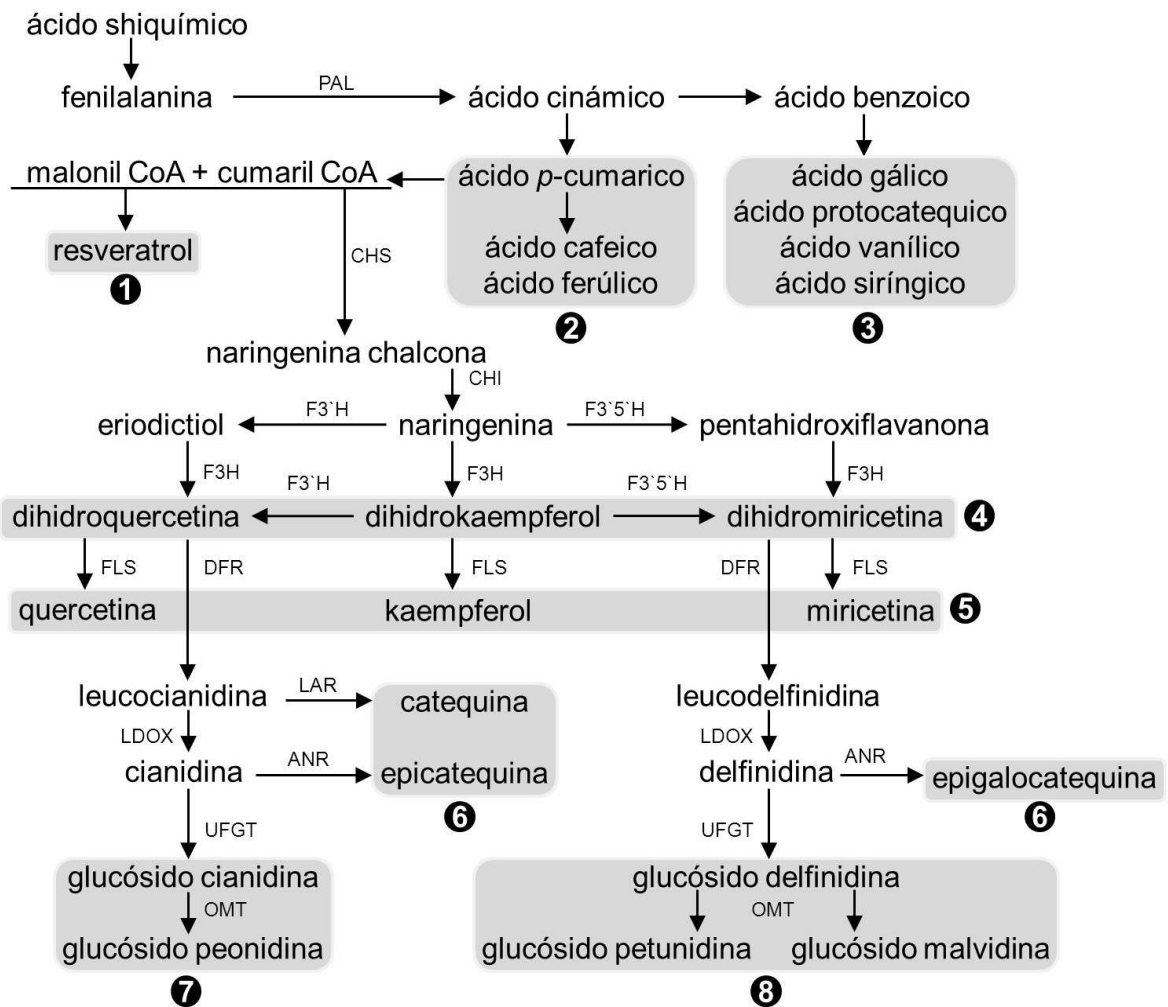 ácido shiquímico
fenilalanina PAL ácido cinámico ácido benzoico
malonil CoA + cumaril CoA ácido p-cumarico ácido gálico
ácido protocatequico
resveratrol CHS ácido cafeico ácido vanílico
1 ácido ferúlico ácido siríngico
2 3
naringenina chalcona
CHI
eriodictiol F3`H naringenina F3`5`H pentahidroxiflavanona
F3H F3`H F3H F3`5`H F3H
dihidroquercetina dihidrokaempferol dihidromiricetina 4
FLS DFR FLS DFR FLS
quercetina kaempferol miricetina 5
leucocianidina LAR catequina leucodelfinidina
LDOX LDOX
cianidina ANR epicatequina delfinidina ANR epigalocatequina
6 6
UFGT UFGT
glucósido cianidina glucósido delfinidina
OMT OMT
glucósido peonidina glucósido petunidina glucósido malvidina
7 8